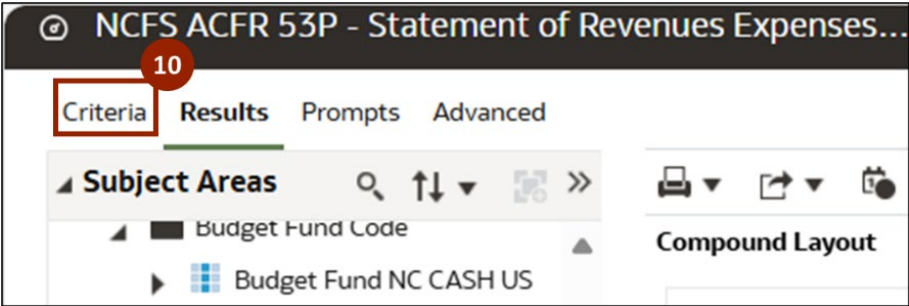 NCFS ACFR 53P - Statement of Revenues Expenses...
10
Criteria Results Prompts Advanced
Subject Areas
Budget Fund Code
Compound Layout
Budget Fund NC CASH US